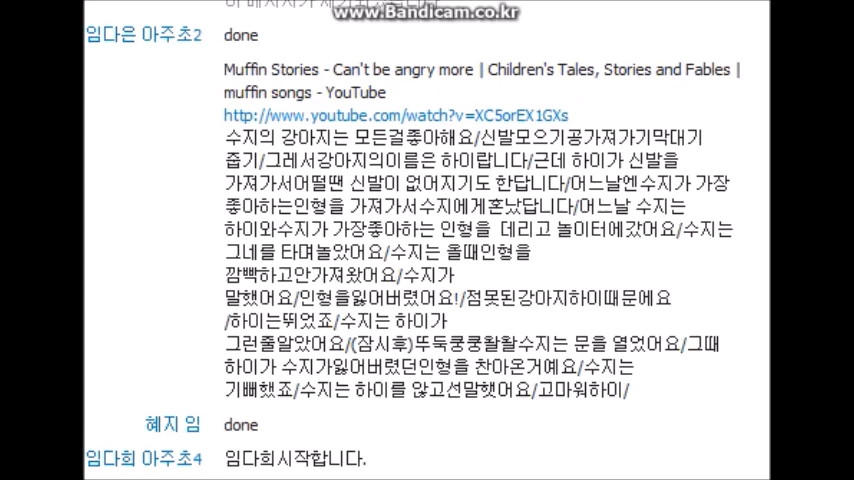 www.Bandicam.co.kr
임다은 아주초2 done
Muffin Stories - Can't be angry more | Children's Tales, Stories and Fables |
muffin songs - YouTube
http://www.youtube.com/watch?v=XC5orEX1GXs
수지의 강아지는 모든걸좋아해요/신발모으기공가져가기막대기
줍기/그레서강아지의이름은 하이랍니다/근데 하이가 신발을
가져가서어떨땐 신발이 없어지기도 한답니다/어느날엔수지가 가장
좋아하는인형을 가져가서수지에게혼났답니다/어느날 수지는
하이와수지가 가장좋아하는 인형을 데리고 놀이터에갔어요/수지는
그네를 타며놀았어요/수지는 올때인형을
깜빡하고안가져왔어요/수지가
말했어요/인형을잃어버렸어요!/점못된강아지하이때문에요
/하이는뛰었죠/수지는 하이가
그런줄알았어요/(잠시후)뚜둑쿵쿵왈왈수지는 문을 열었어요/그때
하이가 수지가잃어버렸던인형을 찬아온거예요/수지는
기뻐했죠/수지는 하이를 않고선말했어요/고마워하이/
혜지 임 done
임다희 아주초4 임다희시작합니다.